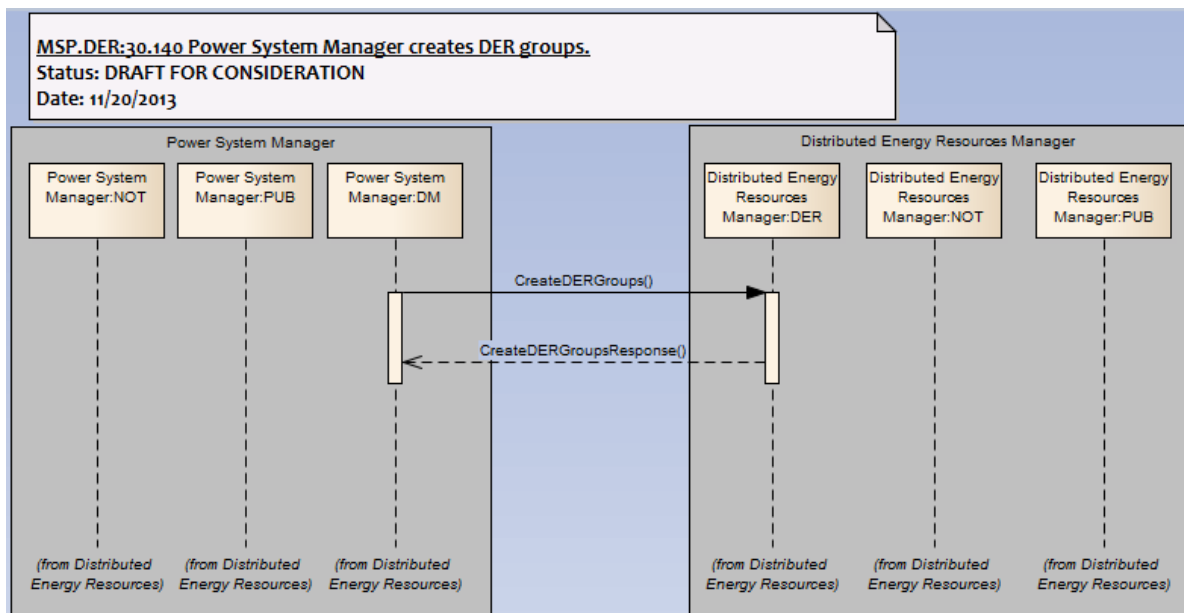 MSP.DER:30.140 Power System Manager creates DER groups.
Status: DRAFT FOR CONSIDERATION
Date: 11/20/2013
Power System Manager
Power System
Manager:NOT
Power System
Manager:PUB
Power System
Manager:DM
Distributed Energy Resources Manager
Distributed Energy
Resources
Manager:DER
Distributed Energy
Resources
Manager:NOT
Distributed Energy
Resources
Manager:PUB
CreateDERGroups()
CreateDERGroupsResponse()
(from Distributed
Energy Resources)
(from Distributed
Energy Resources)
(from Distributed
Energy Resources)
(from Distributed
Energy Resources)
(from Distributed
Energy Resources)
(from Distributed
Energy Resources)